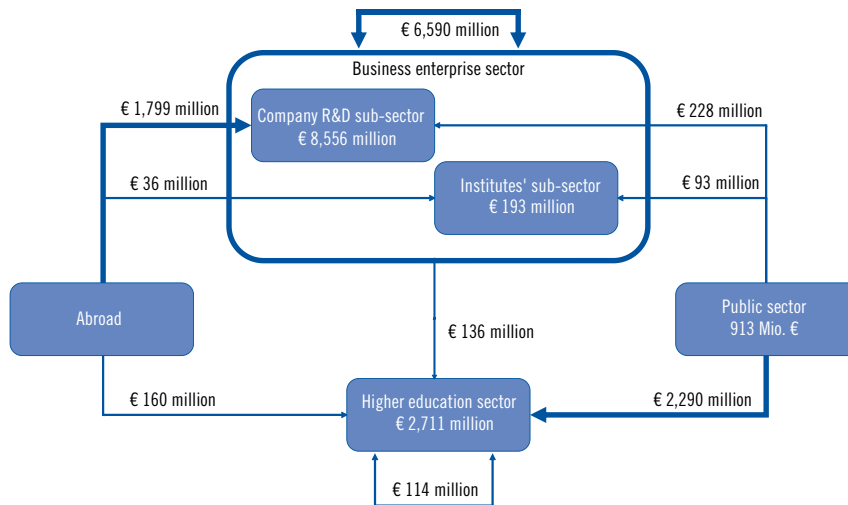 € 6,590 million
Business enterprise sector
€ 1,799 million
Company R&D sub-sector
€ 8,556 million
€ 228 million
€ 36 million
Institutes' sub-sector
€ 193 million
€ 93 million
Abroad
Public sector
913 Mio. €
€ 136 million
€ 160 million
Higher education sector
€ 2,711 million
€ 2,290 million
€ 114 million